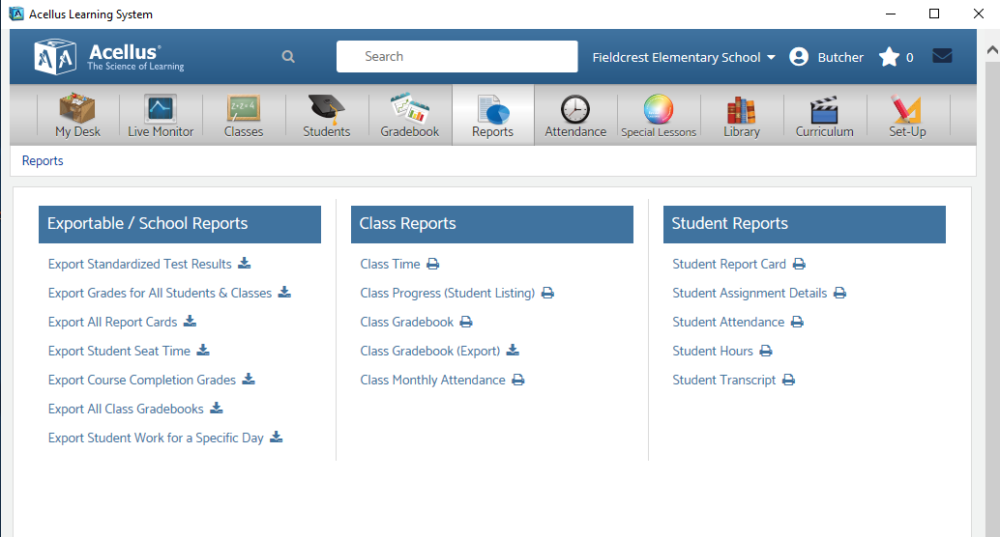 Acellus Learning System
Acellus®
The Science of Learning
Search
Fieldcrest Elementary School
Butcher
0
My Desk
Live Monitor
Classes
Students
Gradebook
Reports
Attendance
Special Lessons
Library
Curriculum
Set-Up
Reports
Exportable / School Reports
Export Standardized Test Results
Export Grades for All Students & Classes
Export All Report Cards
Export Student Seat Time
Export Course Completion Grades
Export All Class Gradebooks
Export Student Work for a Specific Day
Class Reports
Class Time
Class Progress (Student Listing)
Class Gradebook
Class Gradebook (Export)
Class Monthly Attendance
Student Reports
Student Report Card
Student Assignment Details
Student Attendance
Student Hours
Student Transcript